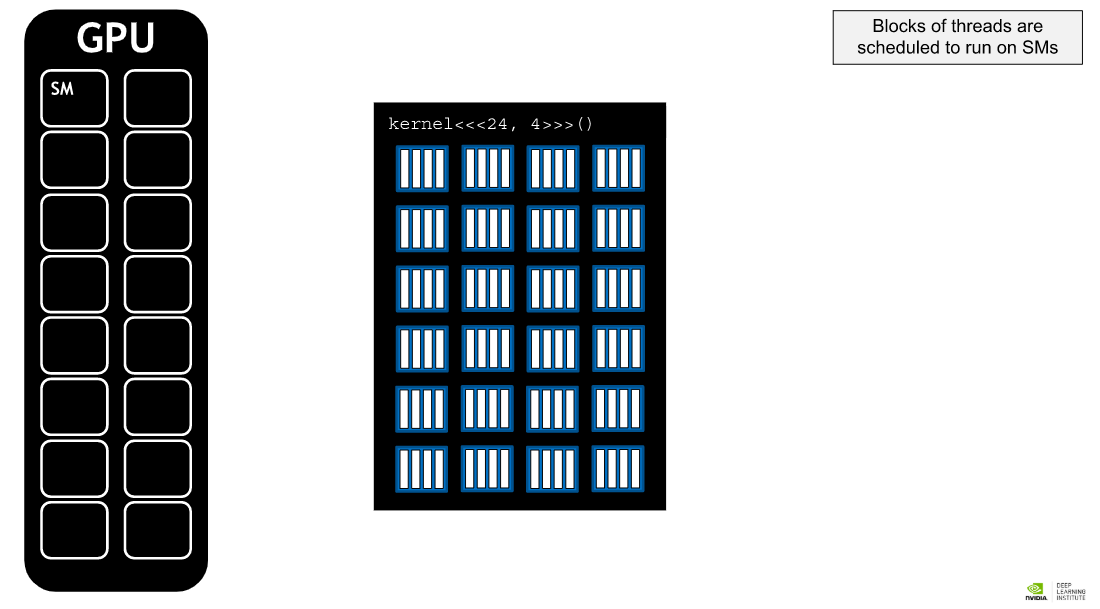 GPU
SM
kernel<<<24, 4>>>()
Blocks of threads are
scheduled to run on SMs
NVIDIA
DEEP
LEARNING
INSTITUTE